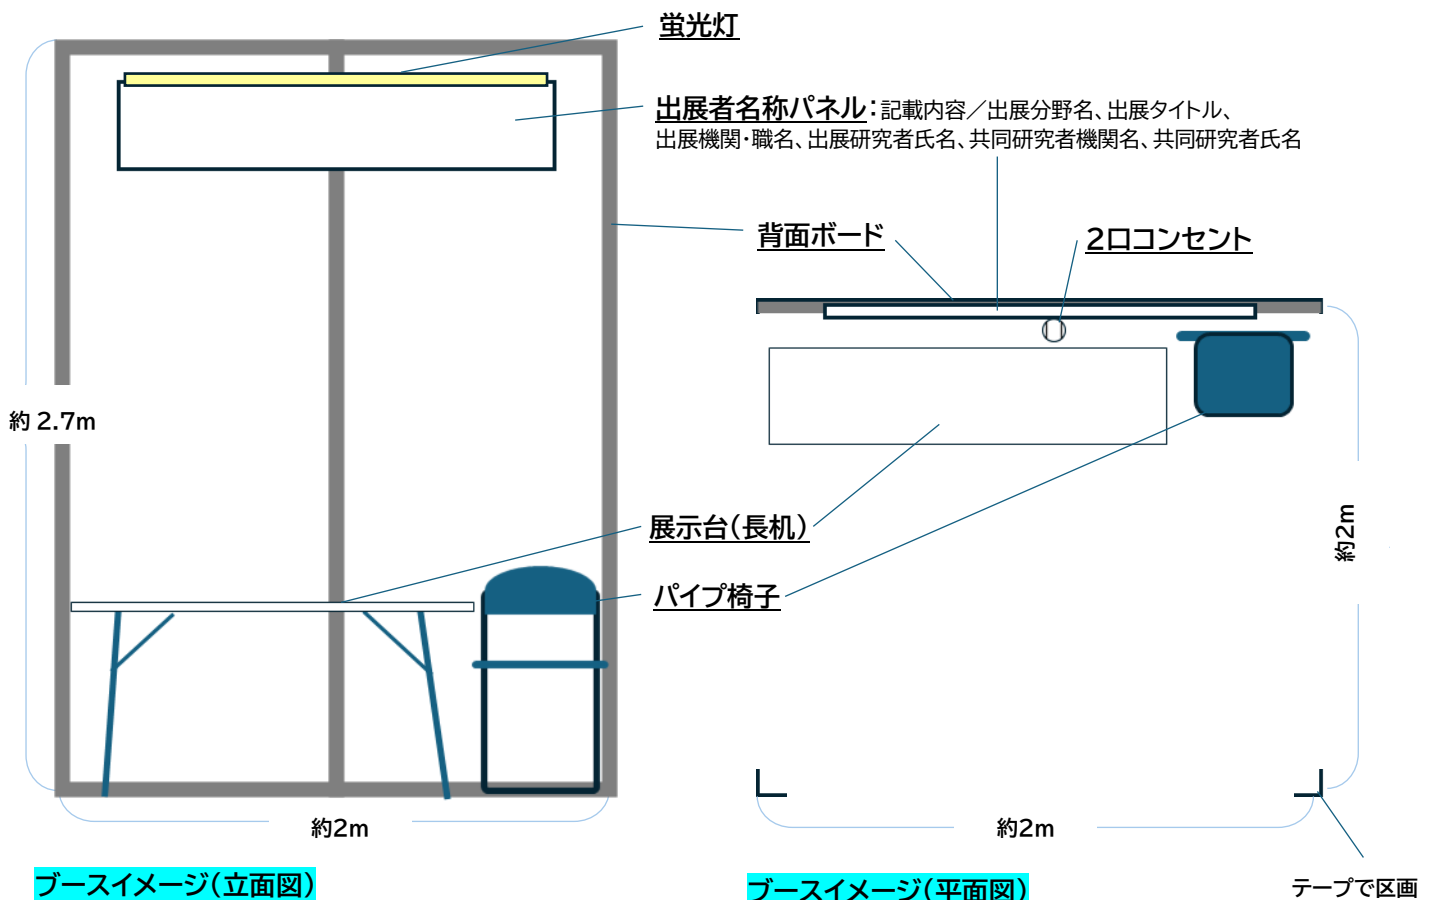 蛍光灯
出展者名称パネル：記載内容／出展分野名、出展タイトル、
出展機関・職名、出展研究者氏名、共同研究者機関名、共同研究者氏名
背面ボード
2口コンセント
約 2.7m
展示台（長机）
パイプ椅子
約2m
約2m
約2m
ブースイメージ（立面図）
ブースイメージ（平面図）
テープで区画